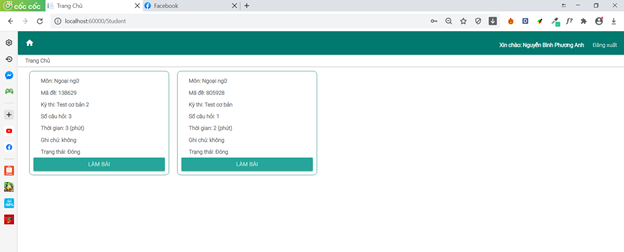 cốc cốc
Trang Chủ
Facebook
localhost:60000/Student
Xin chào: Nguyễn Bình Phương Anh
Đăng xuất
Trang Chủ
Môn: Ngoại ngữ
Mã đề: 138629
Kỳ thi: Test cơ bản 2
Số câu hỏi: 3
Thời gian: 3 (phút)
Ghi chú: không
Trạng thái: Đóng
LÀM BÀI
Môn: Ngoại ngữ
Mã đề: 805928
Kỳ thi: Test cơ bản
Số câu hỏi: 1
Thời gian: 2 (phút)
Ghi chú: không
Trạng thái: Đóng
LÀM BÀI